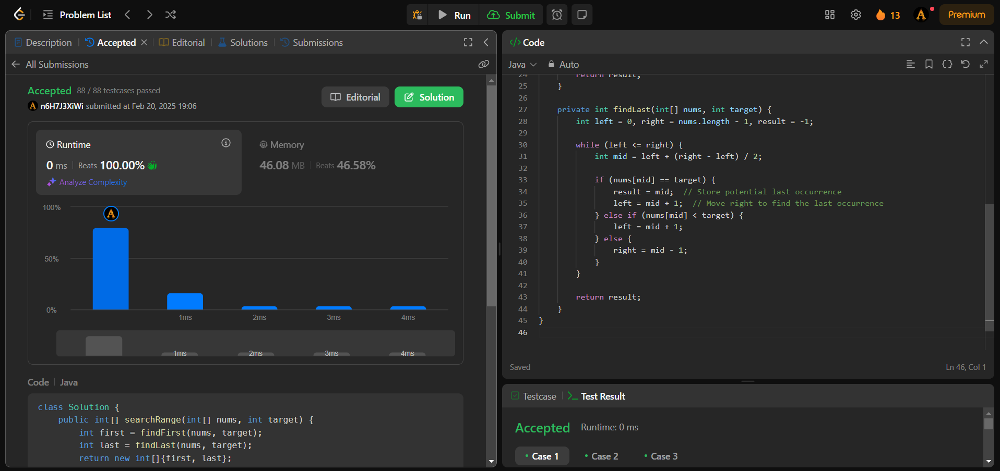 Problem List
Run
Submit
13
Premium
Description
Accepted
Editorial
Solutions
Submissions
All Submissions
Accepted 88 / 88 testcases passed
n6H7J3XiWi submitted at Feb 20, 2025 19:06
Editorial
Solution
Runtime
0 ms Beats 100.00%
Analyze Complexity
Memory
46.08 MB Beats 46.58%
100%
50%
0%
1ms 2ms 3ms 4ms
1ms 2ms 3ms 4ms
Code Java
class Solution {
    public int[] searchRange(int[] nums, int target) {
        int first = findFirst(nums, target);
        int last = findLast(nums, target);
        return new int[]{first, last};
</> Code
Java Auto
24 return result;
25 }
26
27 private int findLast(int[] nums, int target) {
28 int left = 0, right = nums.length - 1, result = -1;
29
30 while (left <= right) {
31 int mid = left + (right - left) / 2;
32
33 if (nums[mid] == target) {
34 result = mid;  // Store potential last occurrence
35 left = mid + 1;  // Move right to find the last occurrence
36 } else if (nums[mid] < target) {
37 left = mid + 1;
38 } else {
39 right = mid - 1;
40 }
41 }
42
43 return result;
44 }
45 }
46
Saved
Ln 46, Col 1
Testcase
Test Result
Accepted Runtime: 0 ms
Case 1
Case 2
Case 3